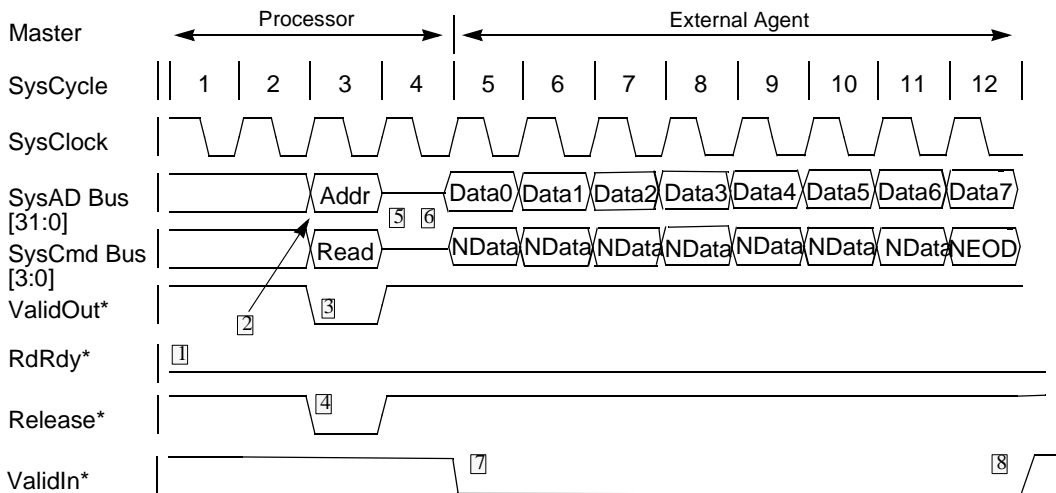 Master Processor External Agent
SysCycle 1 2 3 4 5 6 7 8 9 10 11 12
SysClock
SysAD Bus Addr Data0 Data1 Data2 Data3 Data4 Data5 Data6 Data7
[31:0] 5 6
SysCmd Bus Read NData NData NData NData NData NData NData NEOD
[3:0]
ValidOut* 3
2
RdRdy* 1
Release* 4
ValidIn* 7 8